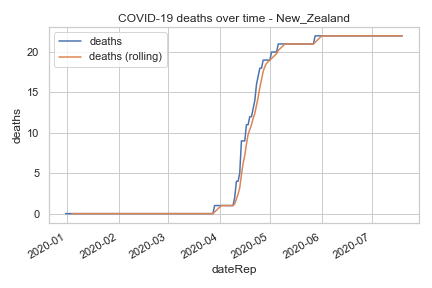 COVID-19 deaths over time - New_Zealand
deaths
deaths (rolling)
deaths
20
15
10
5
0
2020-01
2020-02
2020-03
2020-04
2020-05
2020-06
2020-07
dateRep